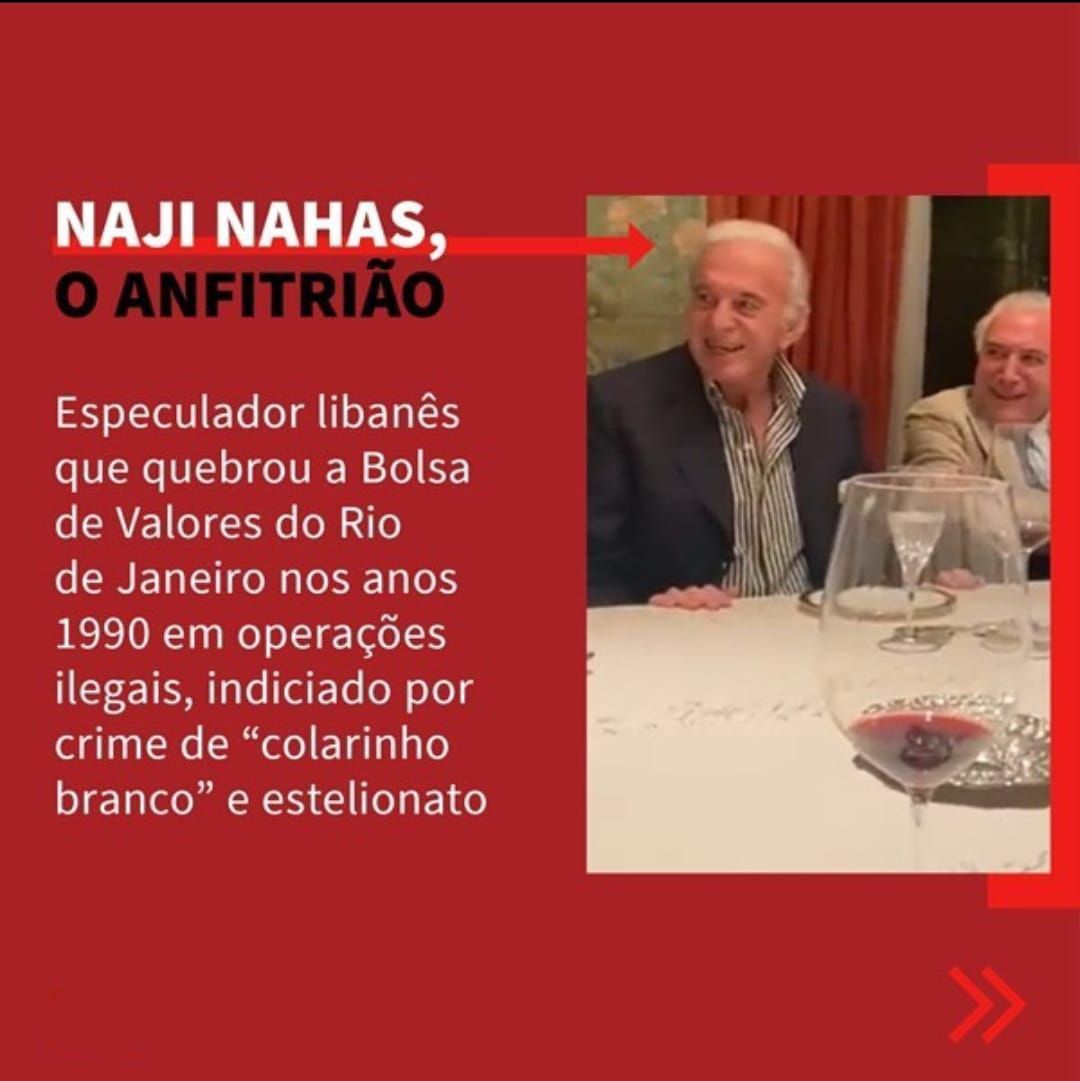 NAJI NAHAS,
O ANFITRIÃO
Especulador libanês
que quebrou a Bolsa
de Valores do Rio
de Janeiro nos anos
1990 em operações
ilegais, indiciado por
crime de “colarinho
branco” e estelionato